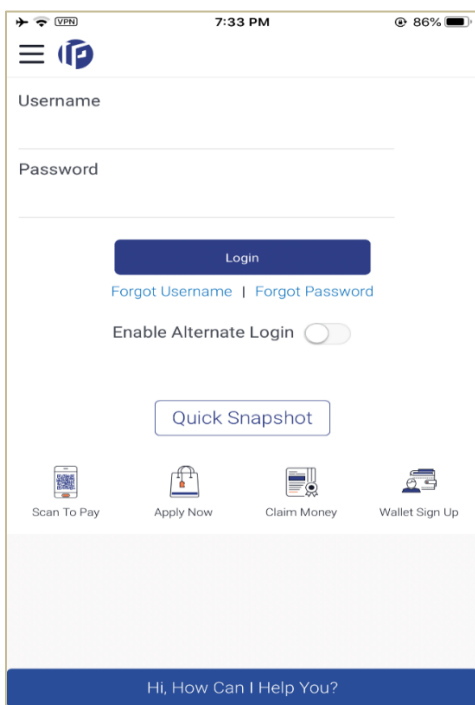 VPN 7:33 PM 86%
Username
Password
Login
Forgot Username | Forgot Password
Enable Alternate Login
Quick Snapshot
Scan To Pay Apply Now Claim Money Wallet Sign Up
Hi, How Can I Help You?